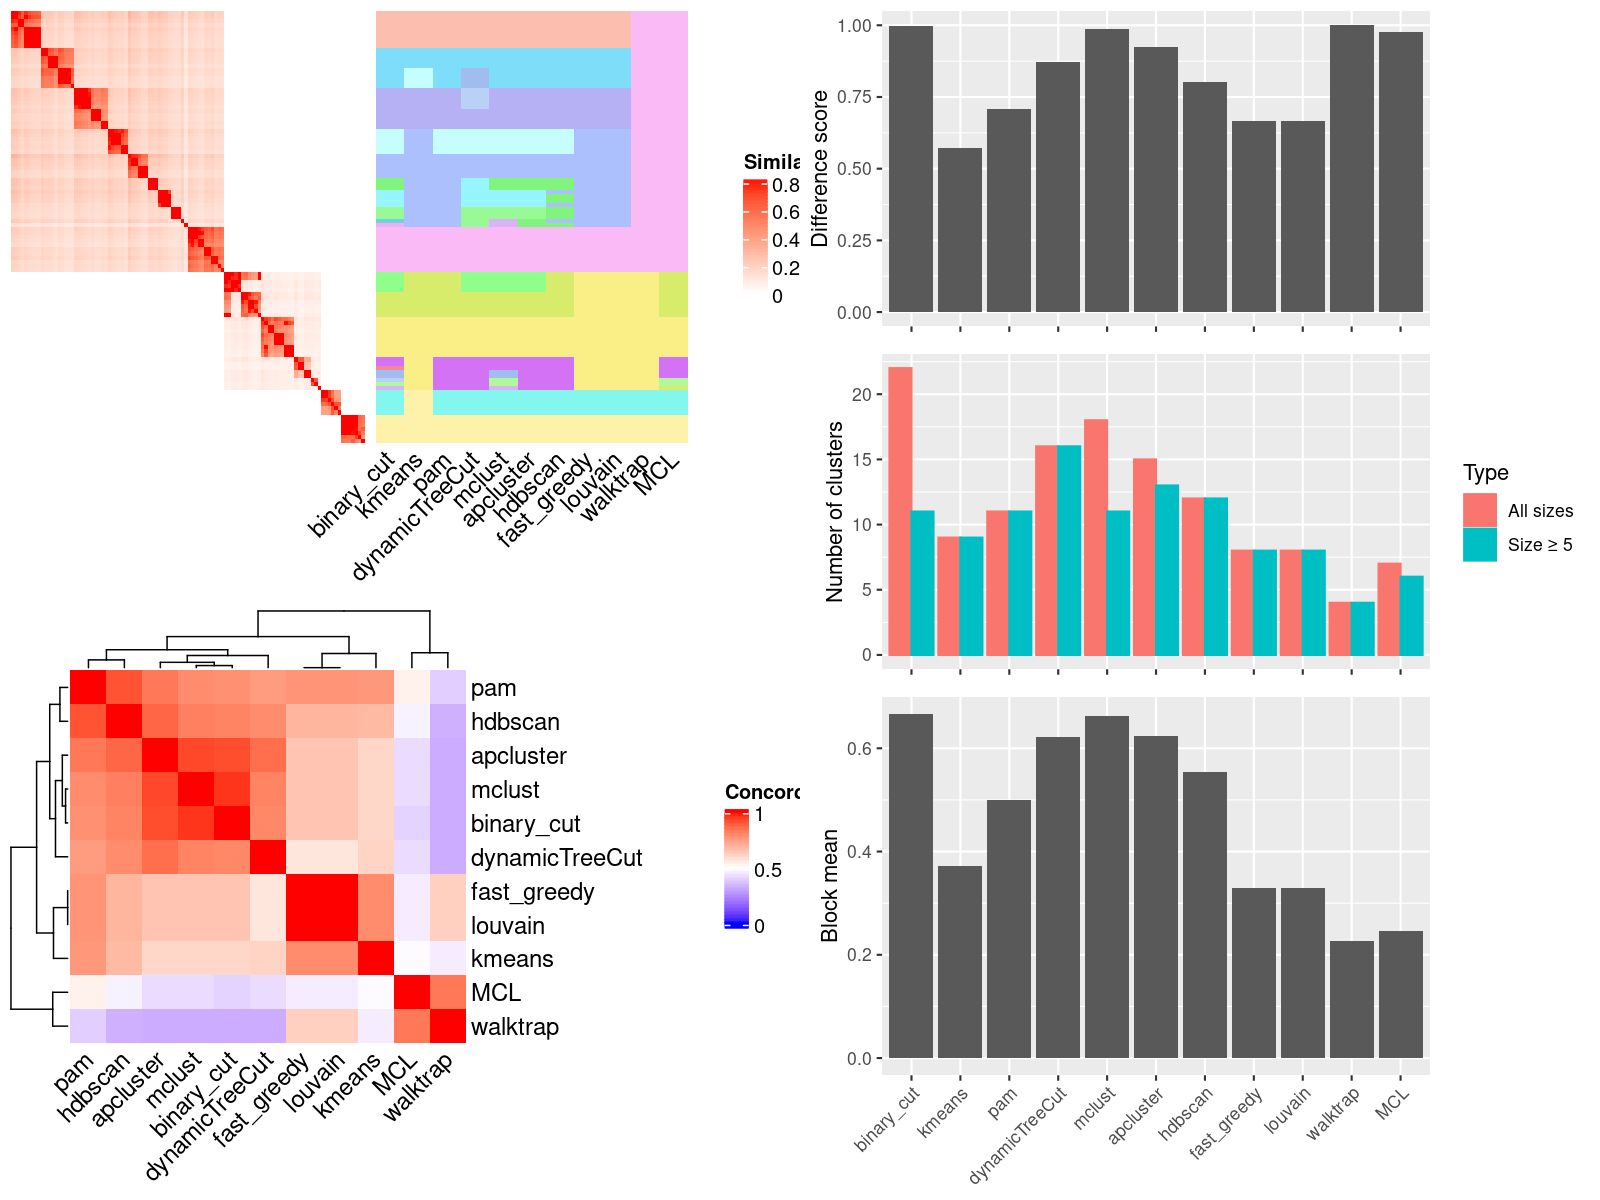 Simila
0.8
0.6
0.4
0.2
0
binary_cut
kmeans
pam
dynamicTreeCut
mclust
apcluster
hdbscan
fast_greedy
louvain
walktrap
MCL
Difference score
1.00
0.75
0.50
0.25
0.00
Number of clusters
20
15
10
5
0
Type
All sizes
Size ≥ 5
pam
hdbscan
apcluster
mclust
binary_cut
dynamicTreeCut
fast_greedy
louvain
kmeans
MCL
walktrap
pam
hdbscan
apcluster
mclust
binary_cut
dynamicTreeCut
fast_greedy
louvain
kmeans
MCL
walktrap
Concord
1
0.5
0
Block mean
0.6
0.4
0.2
0.0
binary_cut
kmeans
pam
dynamicTreeCut
mclust
apcluster
hdbscan
fast_greedy
louvain
walktrap
MCL